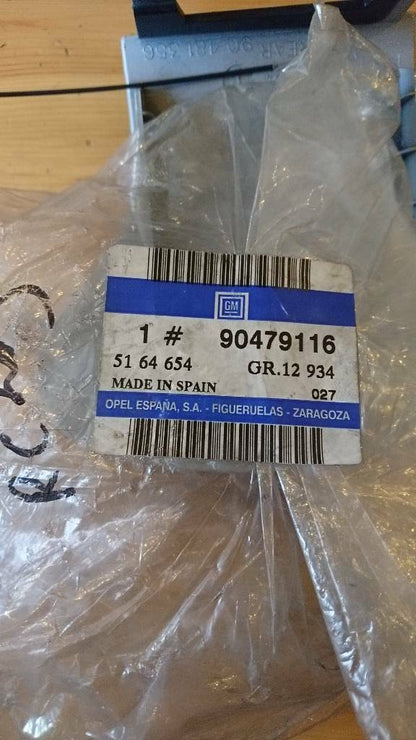 GM
1 # 90479116
51 64 654 GR.12 934
MADE IN SPAIN 027
OPEL ESPAÑA, S.A. - FIGUERUELAS - ZARAGOZA